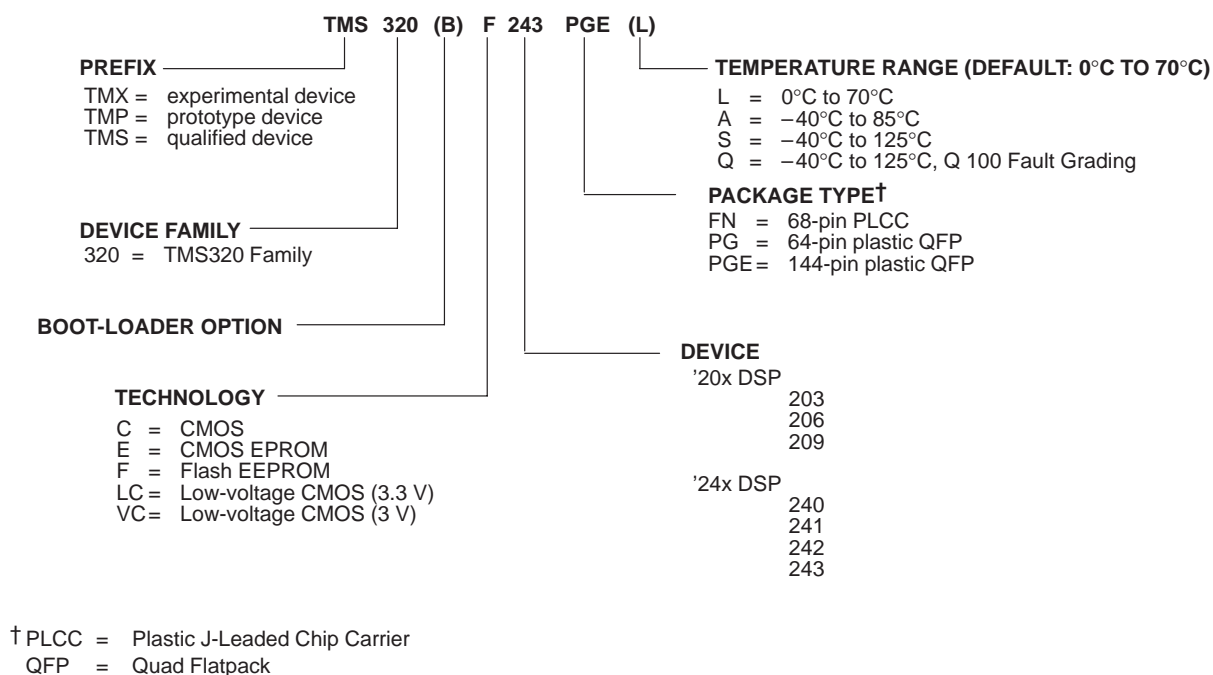 TMS 320 (B) F 243 PGE (L)
PREFIX
TMX = experimental device
TMP = prototype device
TMS = qualified device
TEMPERATURE RANGE (DEFAULT: 0°C TO 70°C)
L = 0°C to 70°C
A = –40°C to 85°C
S = –40°C to 125°C
Q = –40°C to 125°C, Q 100 Fault Grading
PACKAGE TYPE†
FN = 68-pin PLCC
PG = 64-pin plastic QFP
PGE = 144-pin plastic QFP
DEVICE FAMILY
320 = TMS320 Family
BOOT-LOADER OPTION
DEVICE
'20x DSP
203
206
209
'24x DSP
240
241
242
243
TECHNOLOGY
C = CMOS
E = CMOS EPROM
F = Flash EEPROM
LC = Low-voltage CMOS (3.3 V)
VC = Low-voltage CMOS (3 V)
† PLCC = Plastic J-Leaded Chip Carrier
QFP = Quad Flatpack